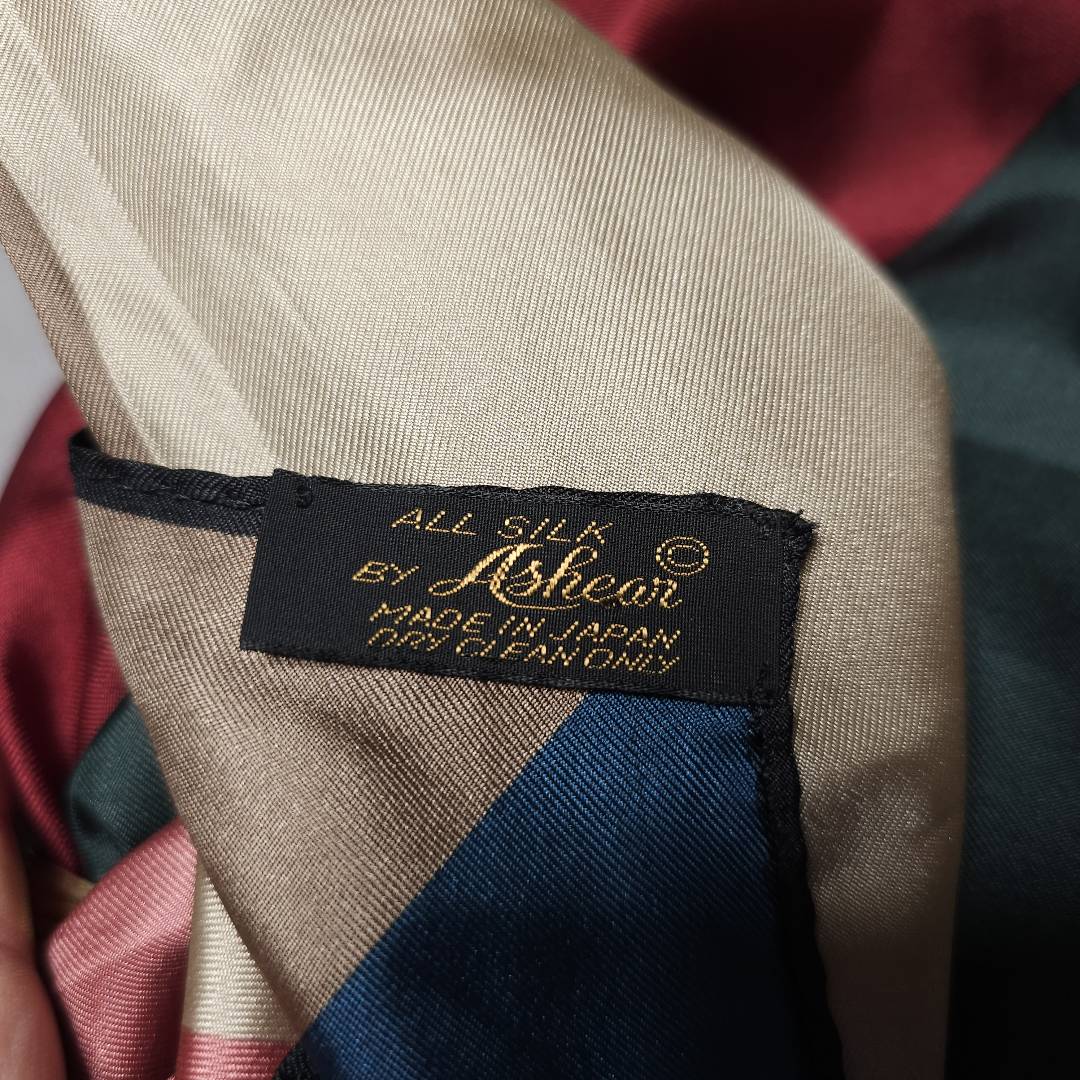 ALL SILK
BY Ashear ©
MADE IN JAPAN
DRY CLEAN ONLY